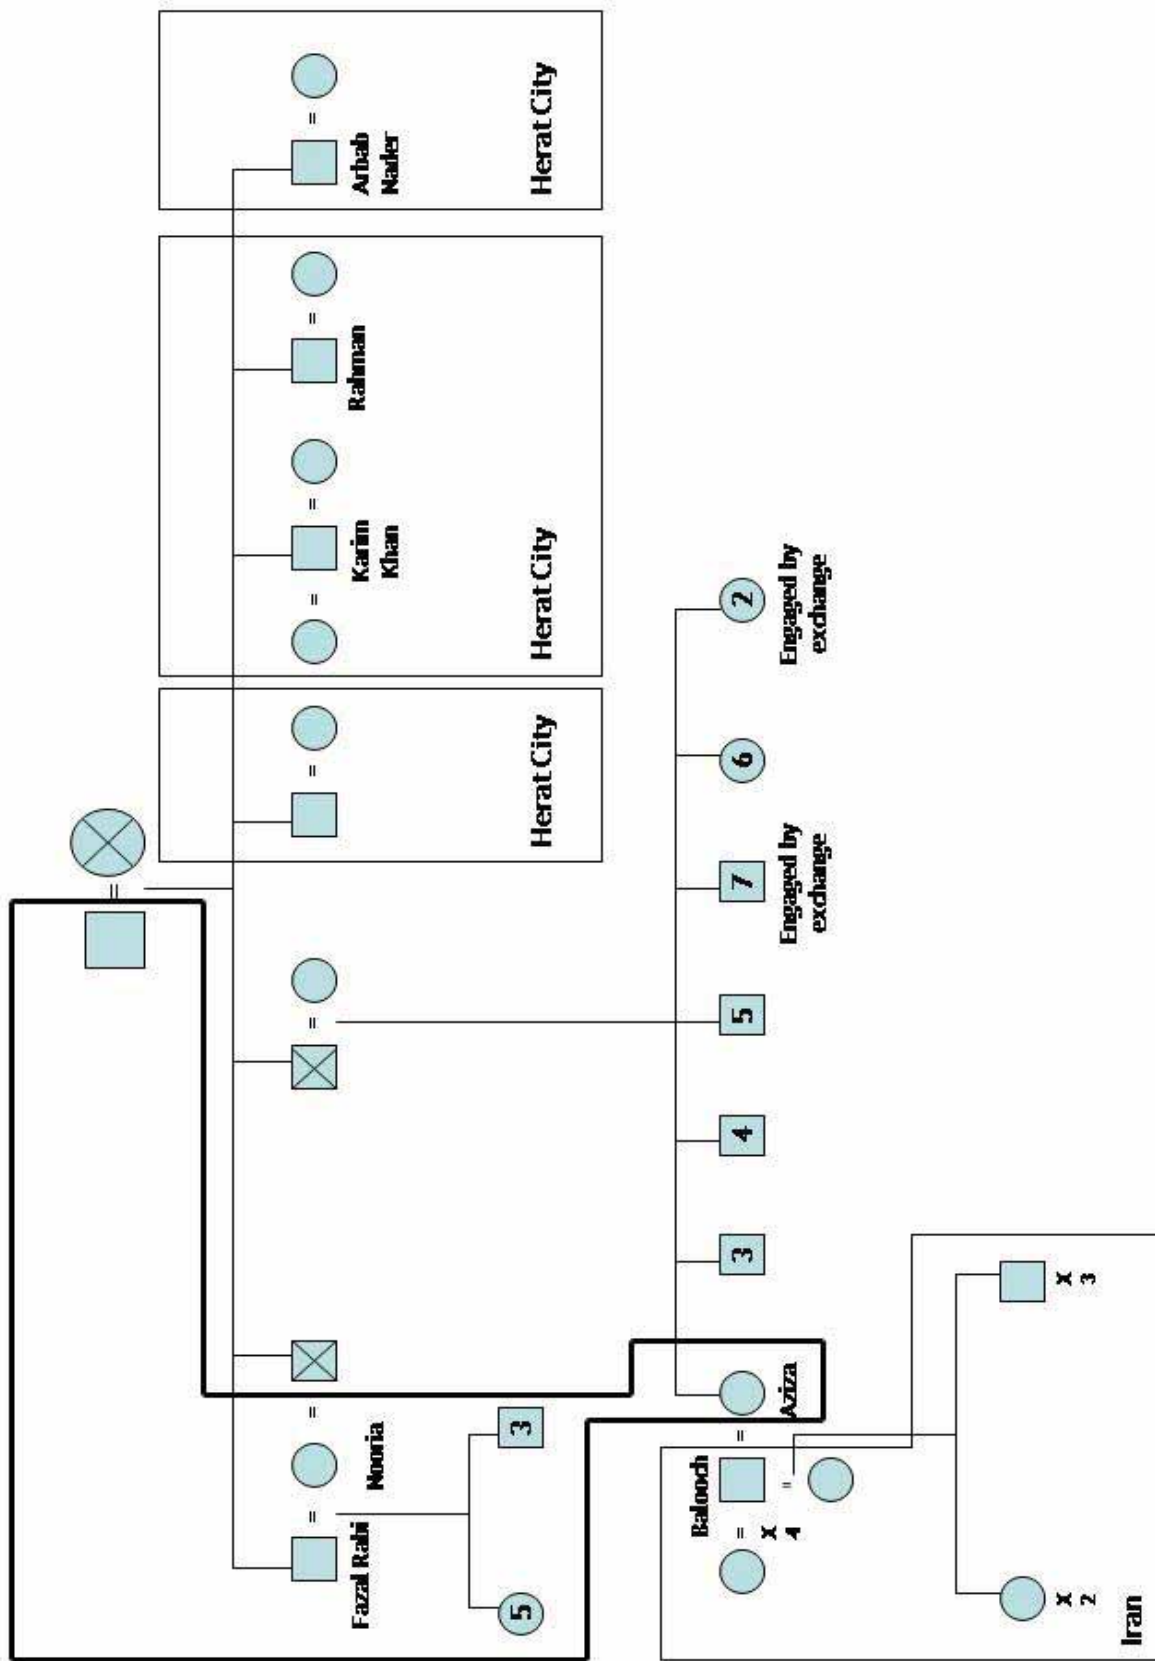 Fazal Rabi
Nooria
Karim
Khan
Rahman
Arbab
Nader
=
=
=
=
=
=
=
=
=
Herat City
Herat City
Herat City
5
3
Balooch
=
=
=
X
4
Aziza
3
4
5
7
6
2
Engaged by
exchange
Engaged by
exchange
X
2
X
3
Iran